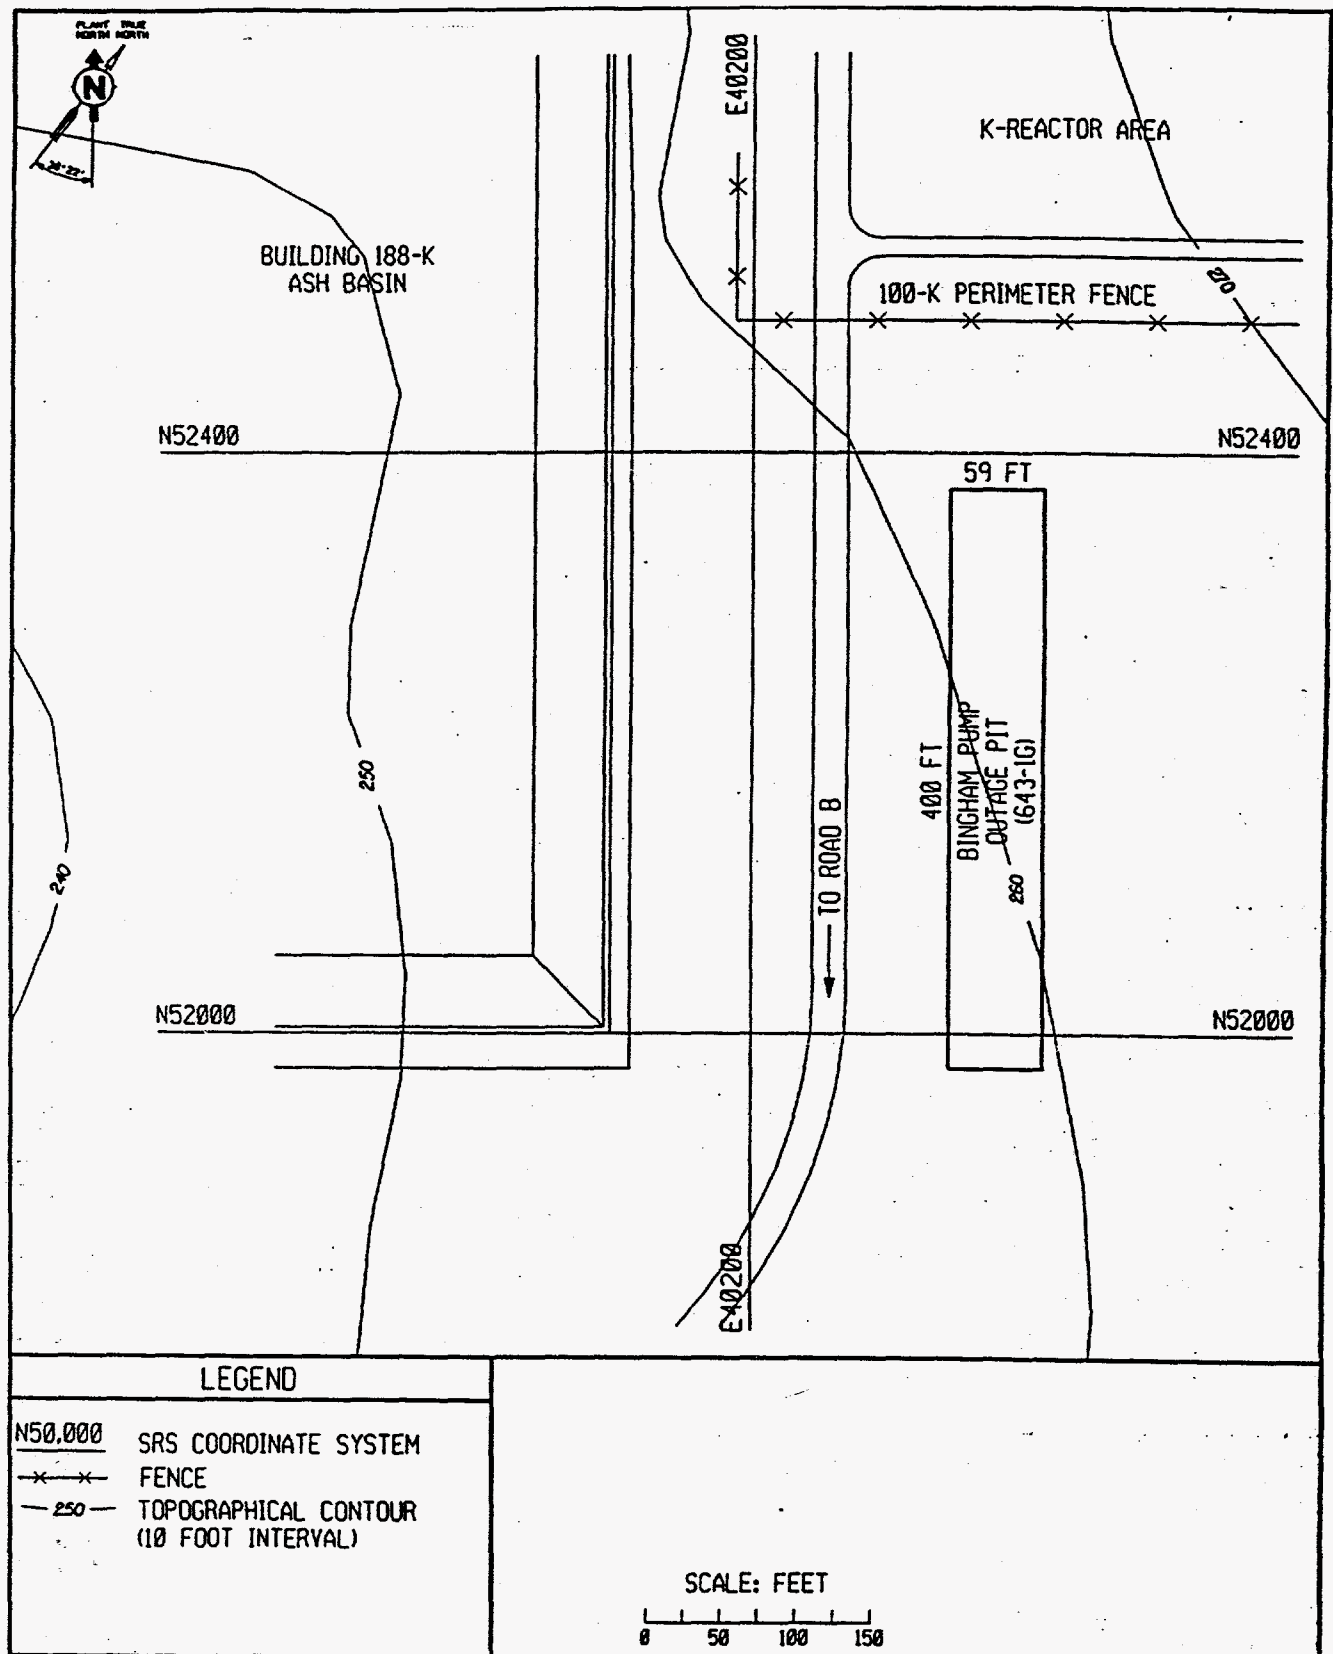 PLANT TRUE
NORTH NORTH
N
E40200
K-REACTOR AREA
BUILDING 188-K
ASH BASIN
270
100-K PERIMETER FENCE
N52400
N52400
59 FT
250
400 FT
BINGHAM PUMP
OUTAGE PIT
(643-1G)
TO ROAD B
240
260
N52000
N52000
E40200
LEGEND
N50,000 SRS COORDINATE SYSTEM
FENCE
250 TOPOGRAPHICAL CONTOUR
(10 FOOT INTERVAL)
SCALE: FEET
0 50 100 150